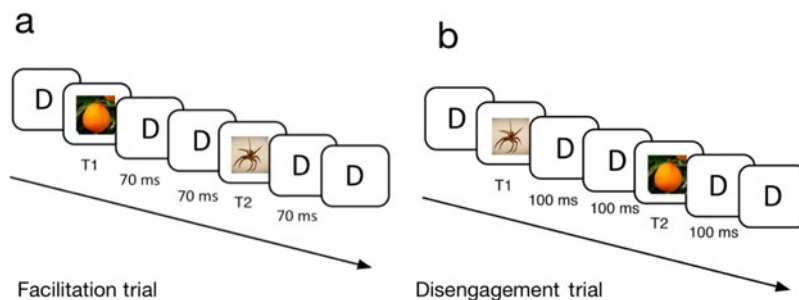 a
D
D
D
D
D
T1
70 ms
70 ms
T2
70 ms
Facilitation trial
b
D
D
D
D
D
T1
100 ms
100 ms
T2
100 ms
Disengagement trial